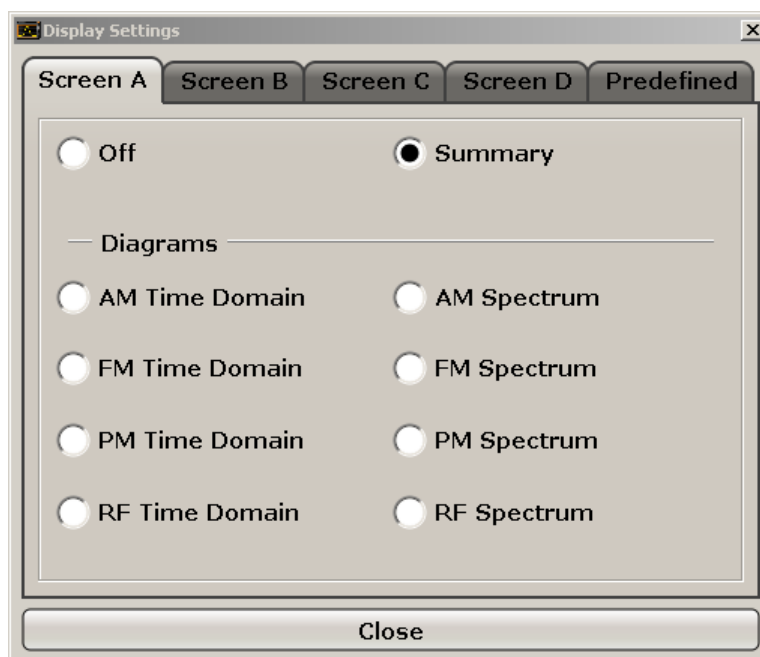 Display Settings
Screen A Screen B Screen C Screen D Predefined
Off Summary
Diagrams
AM Time Domain AM Spectrum
FM Time Domain FM Spectrum
PM Time Domain PM Spectrum
RF Time Domain RF Spectrum
Close